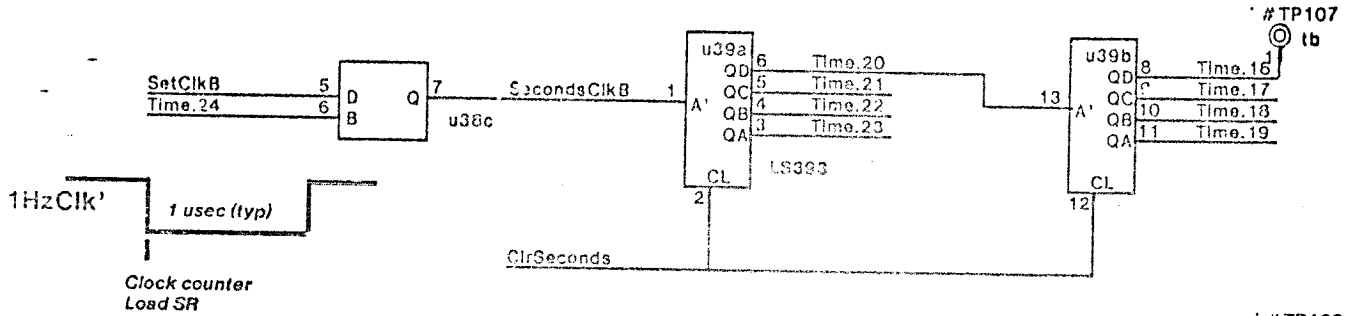 #TP107
1 tb
SetClkB 5 D Q 7
Time.24 6 B
u38c
SecondsClkB 1 A'
u39a
QD 6 Time.20
QC 5 Time.21
QB 4 Time.22
QA 3 Time.23
CL
2
LS393
13 A'
u39b
QD 8 Time.16
QC Time.17
QB 10 Time.18
QA 11 Time.19
CL
12
ClrSeconds
1HzClk'
1 usec (typ)
Clock counter
Load SR